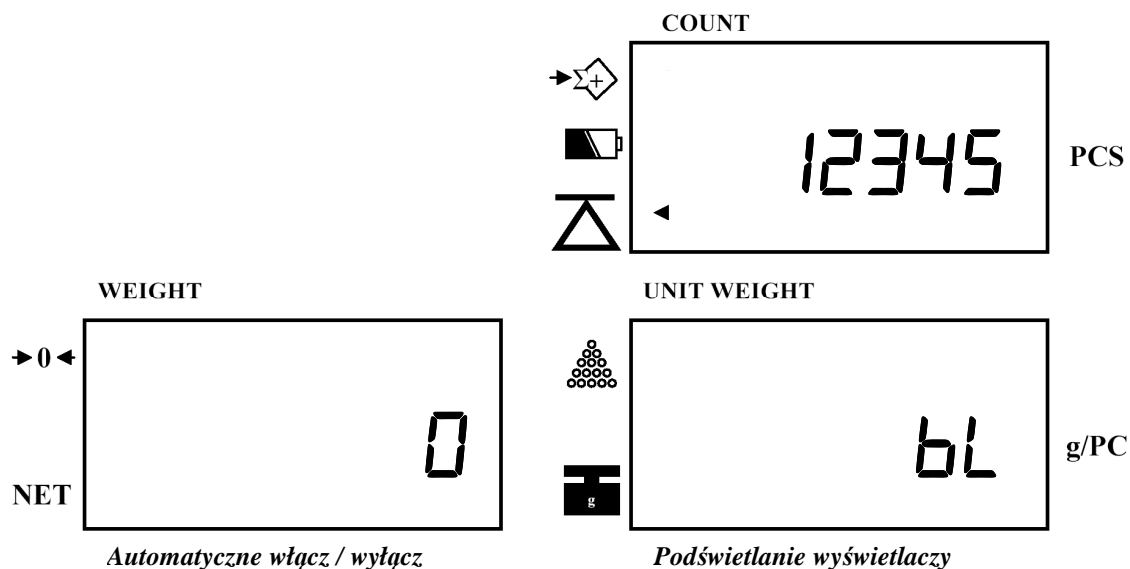 COUNT
Σ+
12345 PCS
WEIGHT
→0←
0
NET
UNIT WEIGHT
bL g/PC
g
Automatyczne włącz / wyłącz
Podświetlanie wyświetlaczy